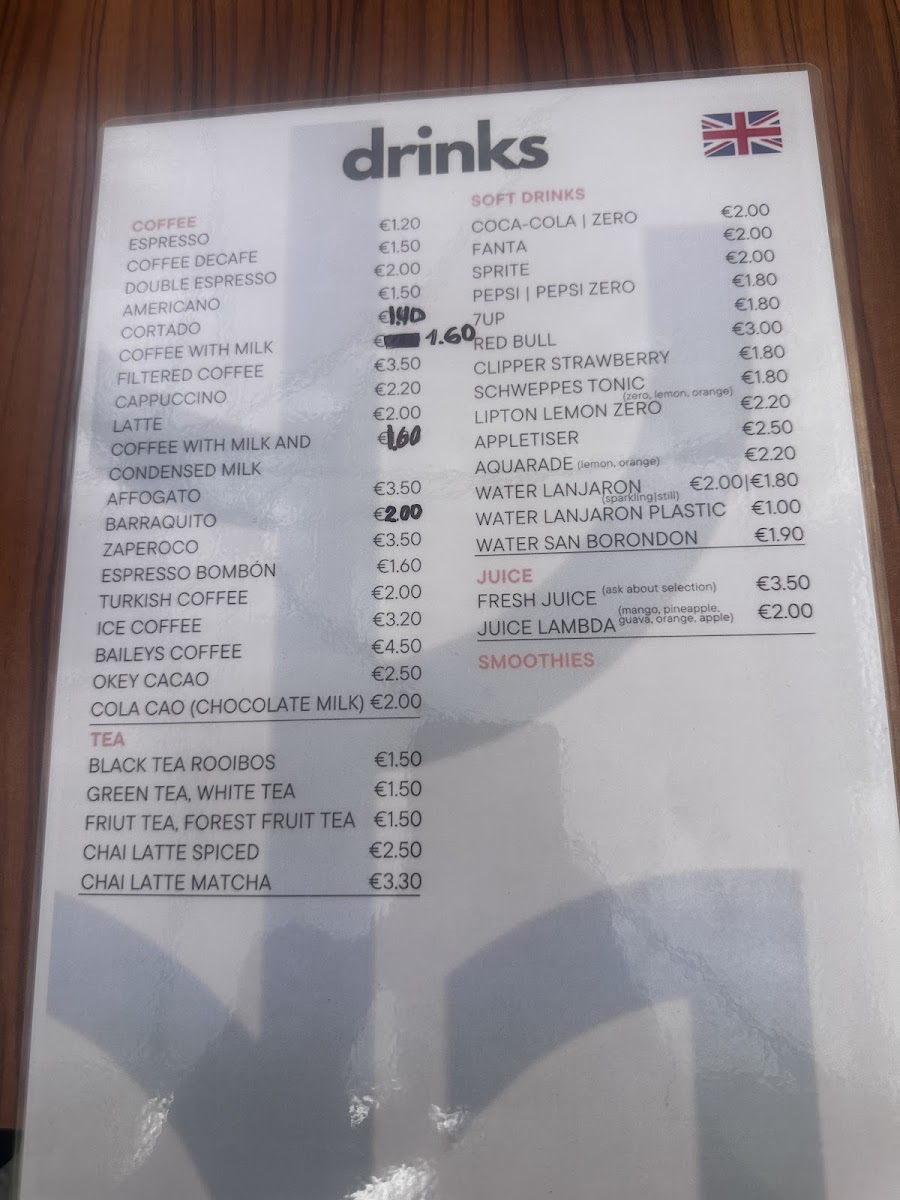 drinks
COFFEE
ESPRESSO €1.20
COFFEE DECAFE €1.50
DOUBLE ESPRESSO €2.00
AMERICANO €1.50
CORTADO €1.40
COFFEE WITH MILK € 1.60
FILTERED COFFEE €3.50
CAPPUCCINO €2.20
LATTE €2.00
COFFEE WITH MILK AND €1,60
CONDENSED MILK
AFFOGATO €3.50
BARRAQUITO €2.00
ZAPEROCO €3.50
ESPRESSO BOMBÓN €1.60
TURKISH COFFEE €2.00
ICE COFFEE €3.20
BAILEYS COFFEE €4.50
OKEY CACAO €2.50
COLA CAO (CHOCOLATE MILK) €2.00
TEA
BLACK TEA ROOIBOS €1.50
GREEN TEA, WHITE TEA €1.50
FRIUT TEA, FOREST FRUIT TEA €1.50
CHAI LATTE SPICED €2.50
CHAI LATTE MATCHA €3.30
SOFT DRINKS
COCA-COLA | ZERO €2.00
FANTA €2.00
SPRITE €2.00
PEPSI | PEPSI ZERO €1.80
7UP €1.80
RED BULL €3.00
CLIPPER STRAWBERRY €1.80
SCHWEPPES TONIC €1.80
(zero, lemon, orange)
LIPTON LEMON ZERO €2.20
APPLETISER €2.50
AQUARADE (lemon, orange) €2.20
WATER LANJARON €2.00|€1.80
(sparkling|still)
WATER LANJARON PLASTIC €1.00
WATER SAN BORONDON €1.90
JUICE
FRESH JUICE (ask about selection) €3.50
JUICE LAMBDA (mango, pineapple, guava, orange, apple) €2.00
SMOOTHIES